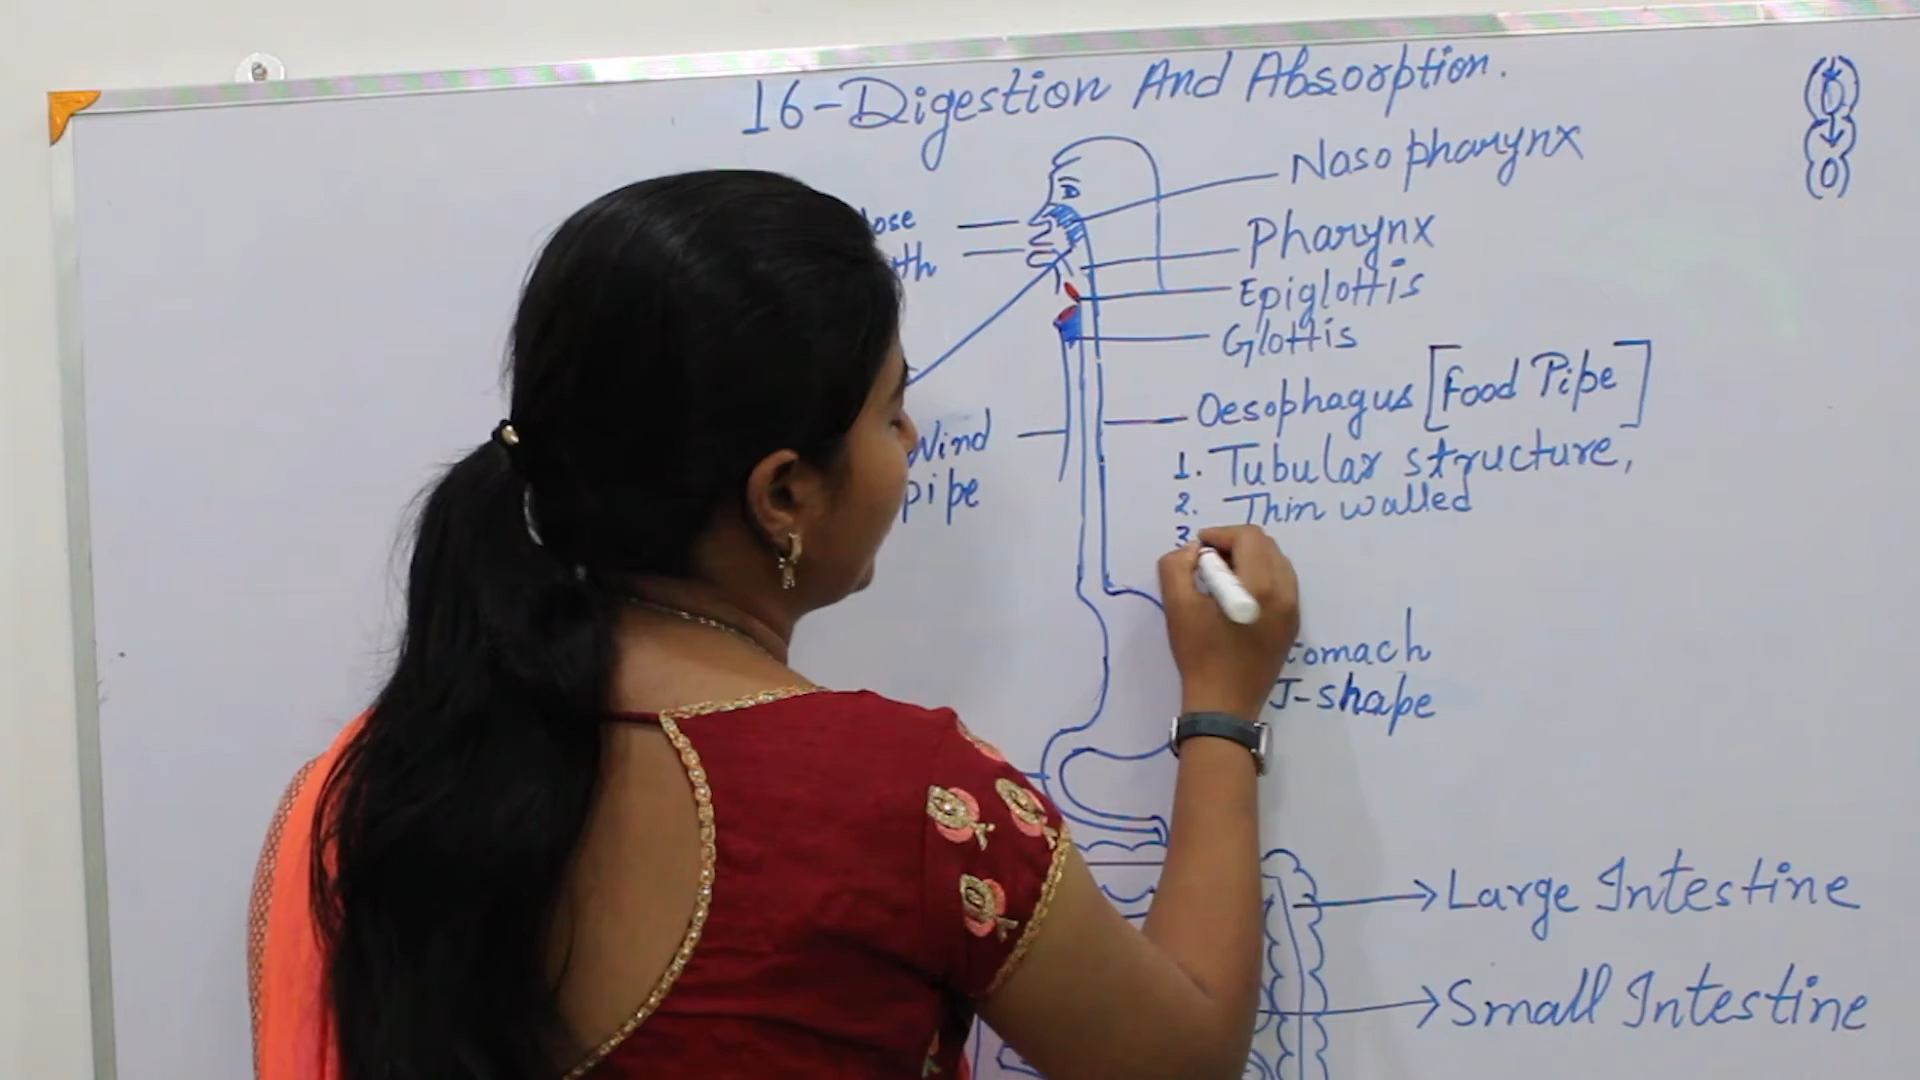 16-Digestion And Absorption.
Nasopharynx
Pharynx
Epiglottis
Glottis
Oesophagus [Food Pipe]
1. Tubular structure,
2. Thin walled
3
Wind
pipe
J-shape
Large Intestine
Small Intestine